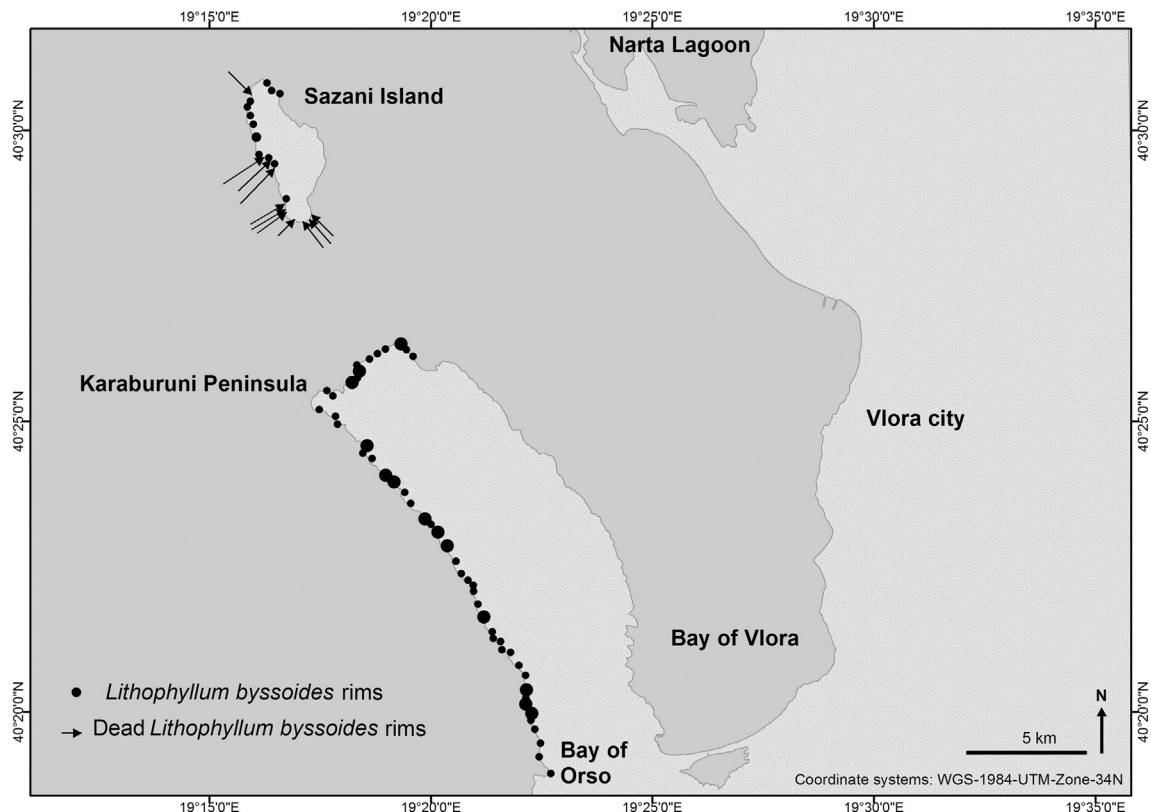 19°15'0"E 19°20'0"E 19°25'0"E 19°30'0"E 19°35'0"E
Narta Lagoon
Sazani Island
40°30'0"N 40°30'0"N
Karaburuni Peninsula
Vlora city
40°25'0"N 40°25'0"N
Bay of Vlora
Lithophyllum byssoides rims
Dead Lithophyllum byssoides rims
40°20'0"N 40°20'0"N
N
5 km
Bay of
Orso
Coordinate systems: WGS-1984-UTM-Zone-34N
19°15'0"E 19°20'0"E 19°25'0"E 19°30'0"E 19°35'0"E